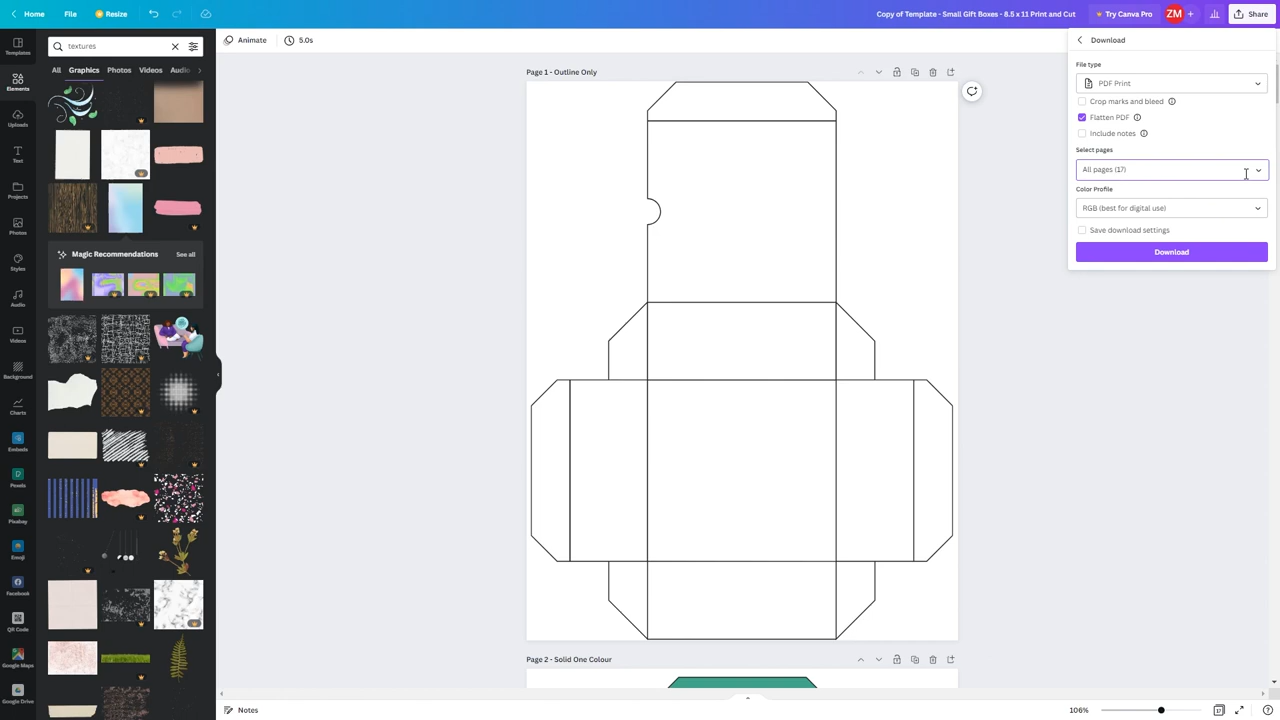 Home
File
Resize
Copy of Template - Small Gift Boxes - 8.5 x 11 Print and Cut
Try Canva Pro
ZM
Share
Templates
Elements
Uploads
Text
Projects
Photos
Styles
Audio
Videos
Background
Charts
Embeds
Pexels
Pixabay
Emoji
Facebook
QR Code
Google Maps
Google Drive
textures
All
Graphics
Photos
Videos
Audio
Magic Recommendations
See all
Animate
5.0s
Page 1 - Outline Only
Page 2 - Solid One Colour
Download
File type
PDF Print
Crop marks and bleed
Flatten PDF
Include notes
Select pages
All pages (17)
Color Profile
RGB (best for digital use)
Save download settings
Download
Notes
106%
17